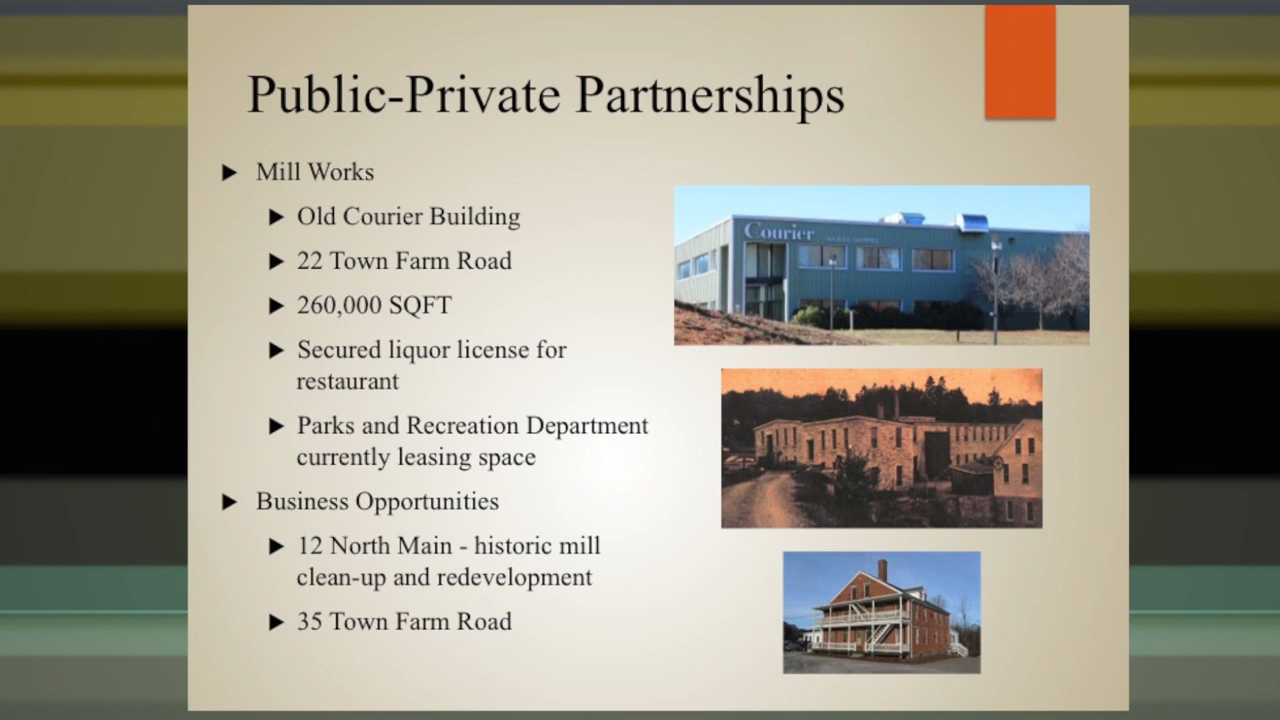 Public-Private Partnerships
Mill Works
Old Courier Building
22 Town Farm Road
260,000 SQFT
Secured liquor license for
restaurant
Parks and Recreation Department
currently leasing space
Business Opportunities
12 North Main - historic mill
clean-up and redevelopment
35 Town Farm Road
Courier